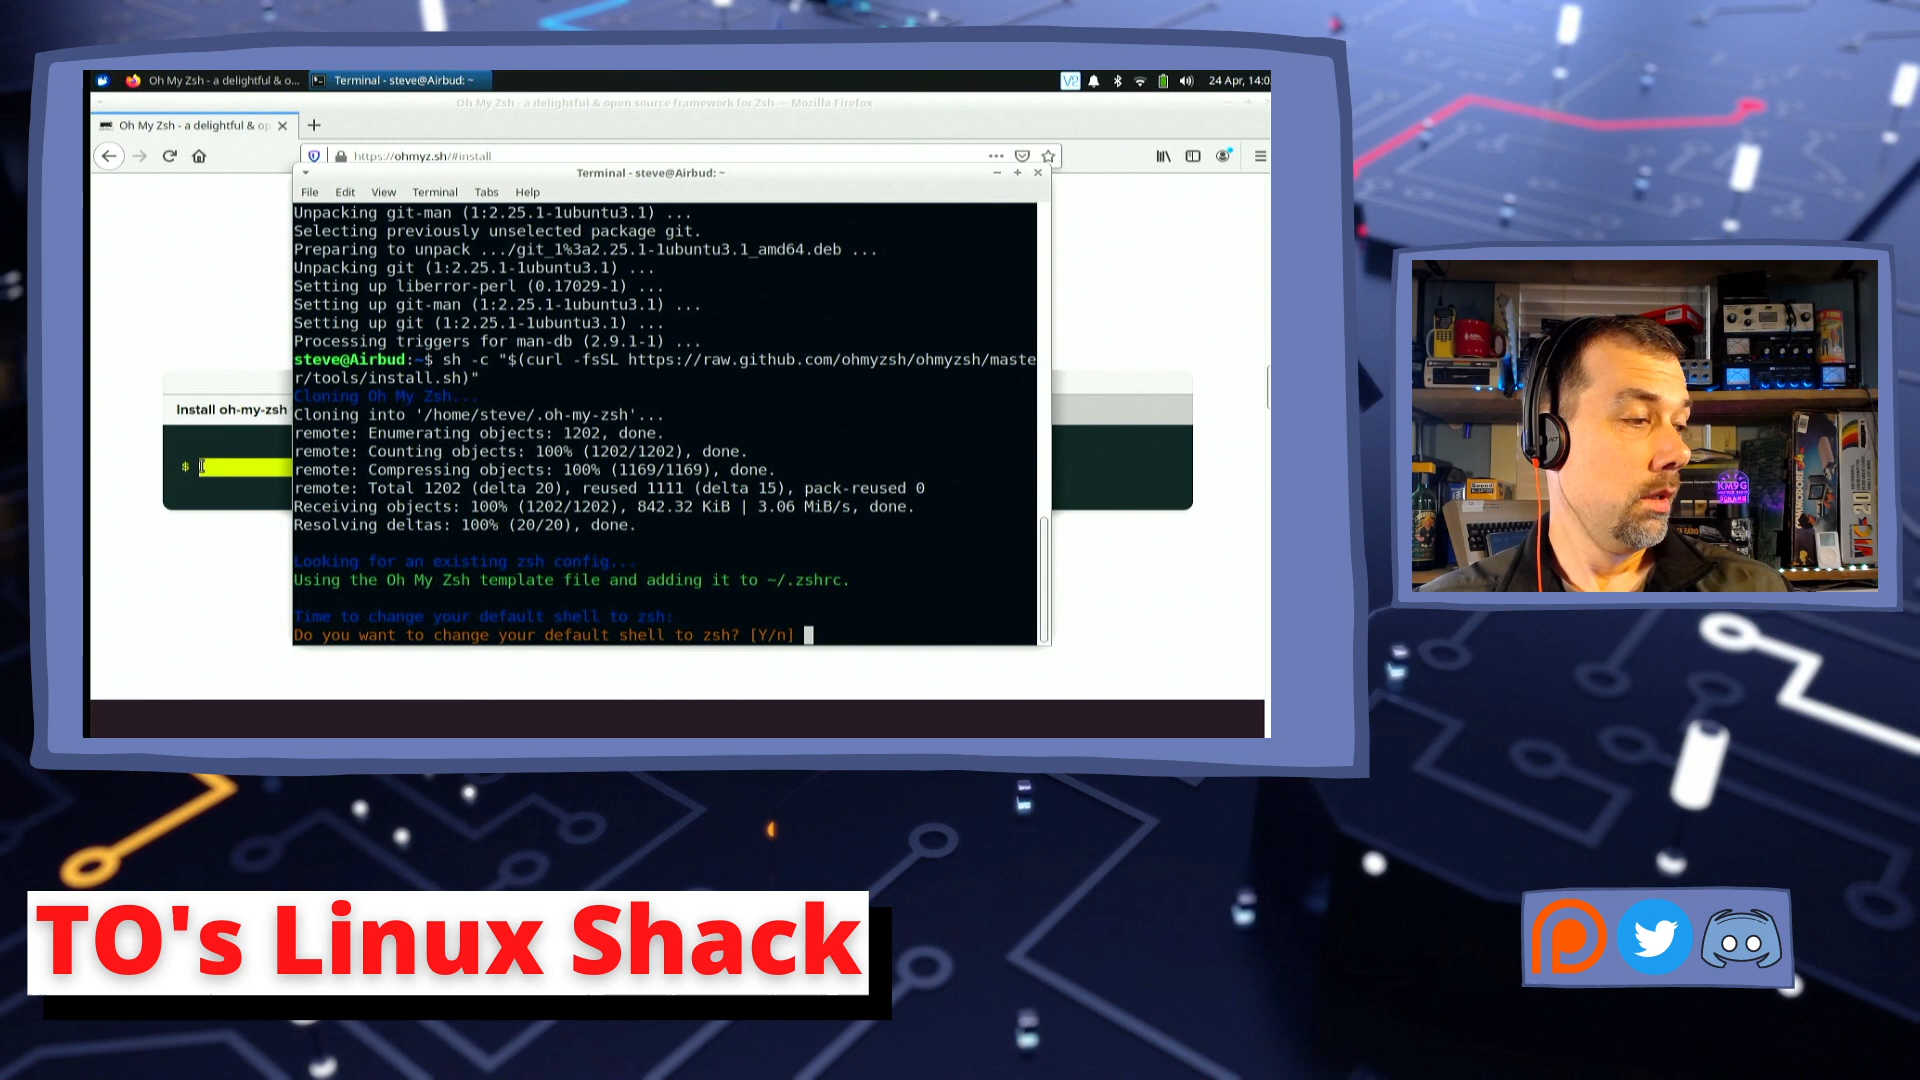 Oh My Zsh - a delightful & o...
Terminal - steve@Airbud: ~
24 Apr, 14:0
Oh My Zsh - a delightful & open source framework for Zsh — Mozilla Firefox
Oh My Zsh - a delightful & op
https://ohmyz.sh/#install
Terminal - steve@Airbud: ~
File Edit View Terminal Tabs Help
Unpacking git-man (1:2.25.1-1ubuntu3.1) ...
Selecting previously unselected package git.
Preparing to unpack .../git_1%3a2.25.1-1ubuntu3.1_amd64.deb ...
Unpacking git (1:2.25.1-1ubuntu3.1) ...
Setting up liberror-perl (0.17029-1) ...
Setting up git-man (1:2.25.1-1ubuntu3.1) ...
Setting up git (1:2.25.1-1ubuntu3.1) ...
Processing triggers for man-db (2.9.1-1) ...
steve@Airbud:~$ sh -c "$(curl -fsSL https://raw.github.com/ohmyzsh/ohmyzsh/maste
r/tools/install.sh)"
Cloning Oh My Zsh...
Cloning into '/home/steve/.oh-my-zsh'...
remote: Enumerating objects: 1202, done.
remote: Counting objects: 100% (1202/1202), done.
remote: Compressing objects: 100% (1169/1169), done.
remote: Total 1202 (delta 20), reused 1111 (delta 15), pack-reused 0
Receiving objects: 100% (1202/1202), 842.32 KiB | 3.06 MiB/s, done.
Resolving deltas: 100% (20/20), done.
Looking for an existing zsh config...
Using the Oh My Zsh template file and adding it to ~/.zshrc.
Time to change your default shell to zsh:
Do you want to change your default shell to zsh? [Y/n]
Install oh-my-zsh
$
KM9G
TO's Linux Shack